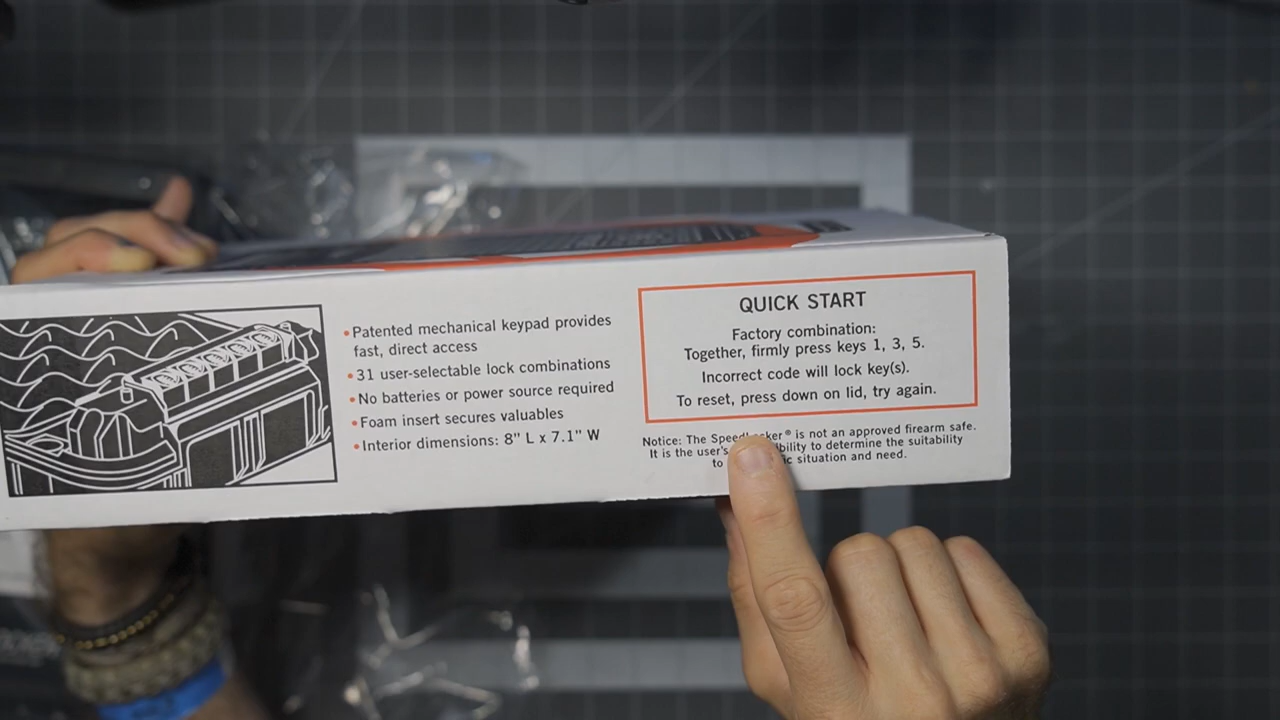 •Patented mechanical keypad provides
fast, direct access
•31 user-selectable lock combinations
•No batteries or power source required
•Foam insert secures valuables
•Interior dimensions: 8" L x 7.1" W
QUICK START
Factory combination:
Together, firmly press keys 1, 3, 5.
Incorrect code will lock key(s).
To reset, press down on lid, try again.
Notice: The ® is not an approved firearm safe.
It is the user's to determine the suitability
to situation and need.